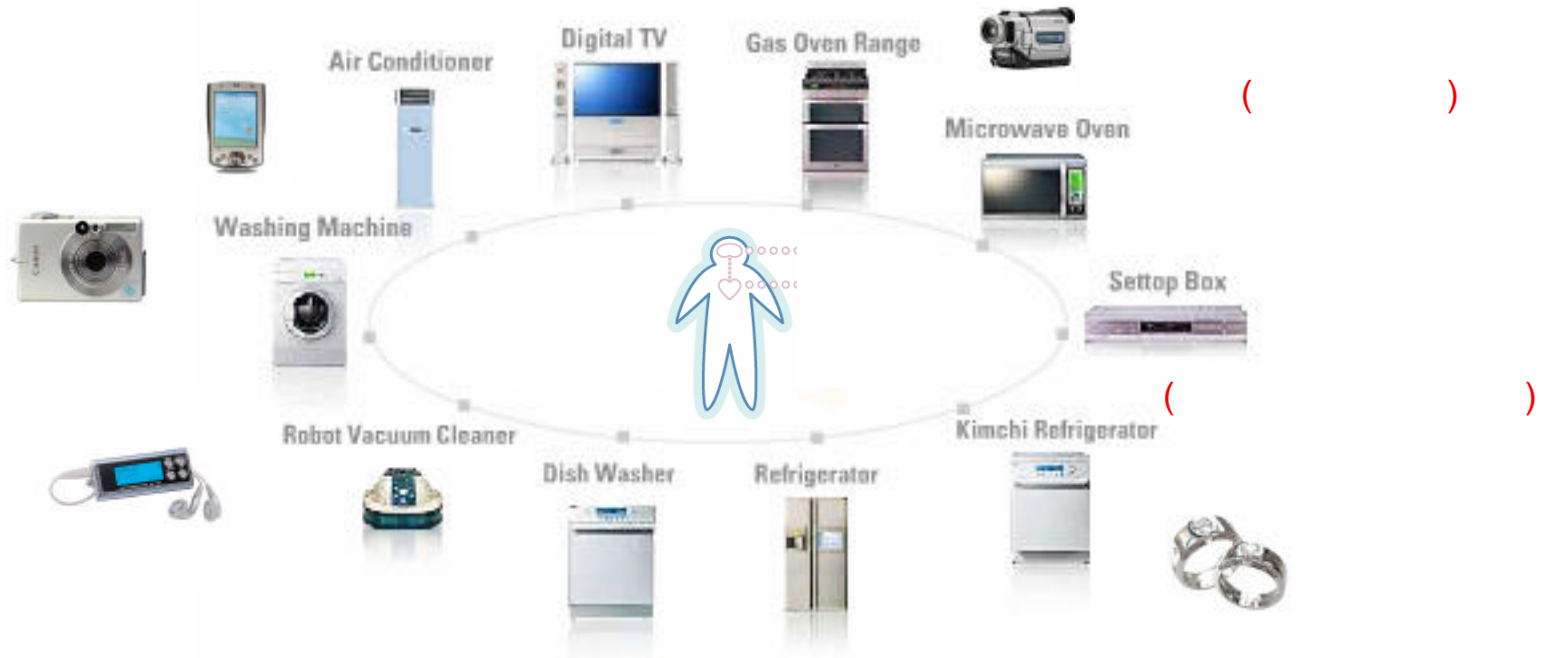 Digital TV
Gas Oven Range
Air Conditioner
(                    )
Microwave Oven
Washing Machine
Canon
Settop Box
(                                   )
Kimchi Refrigerator
Robot Vacuum Cleaner
Dish Washer
Refrigerator